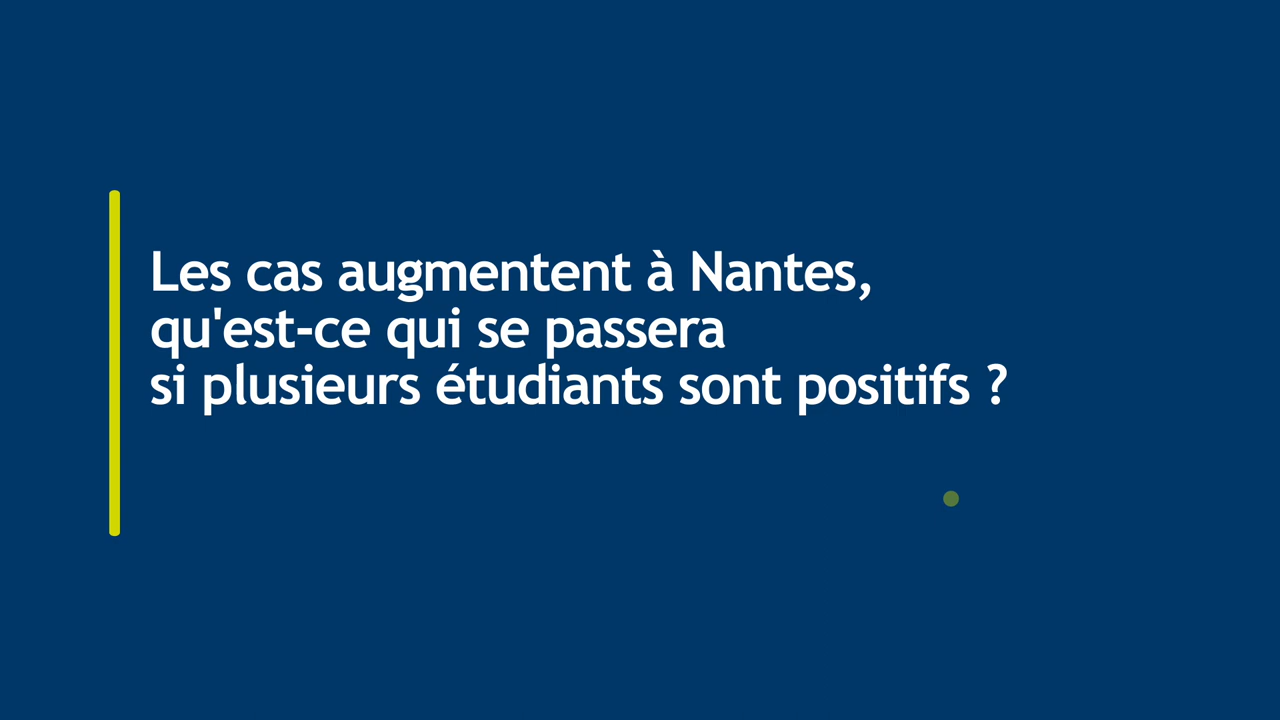 Les cas augmentent à Nantes,
qu'est-ce qui se passera
si plusieurs étudiants sont positifs ?